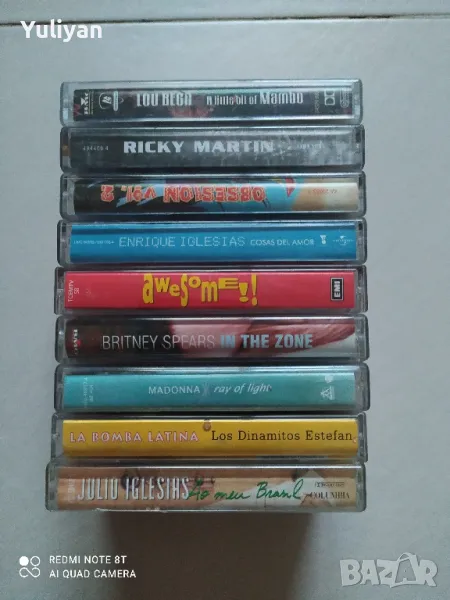 Yuliyan
LOU BEGA A little bit of Mambo
RICKY MARTIN
OBSESION vol. 2
ENRIQUE IGLESIAS COSAS DEL AMOR
awesome!! EMI
BRITNEY SPEARS IN THE ZONE
MADONNA ray of light
LA BOMBA LATINA Los Dinamitos Estefan
JULIO IGLESIAS Ao meu Brasil COLUMBIA
REDMI NOTE 8T
AI QUAD CAMERA
BAZAR.bg